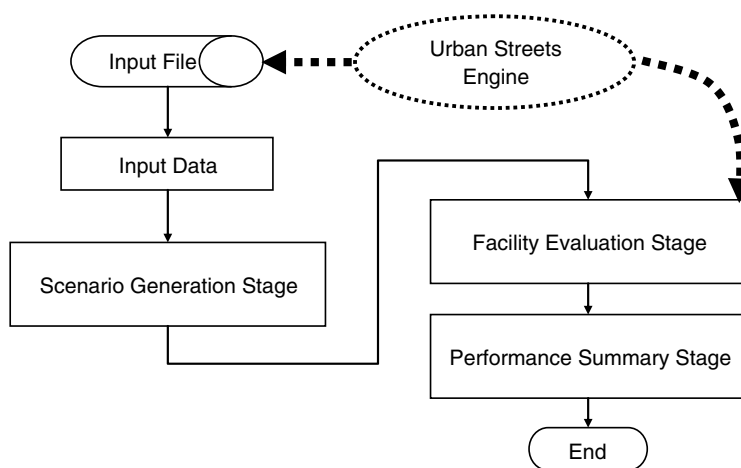 Input File
Urban Streets
Engine
Input Data
Scenario Generation Stage
Facility Evaluation Stage
Performance Summary Stage
End